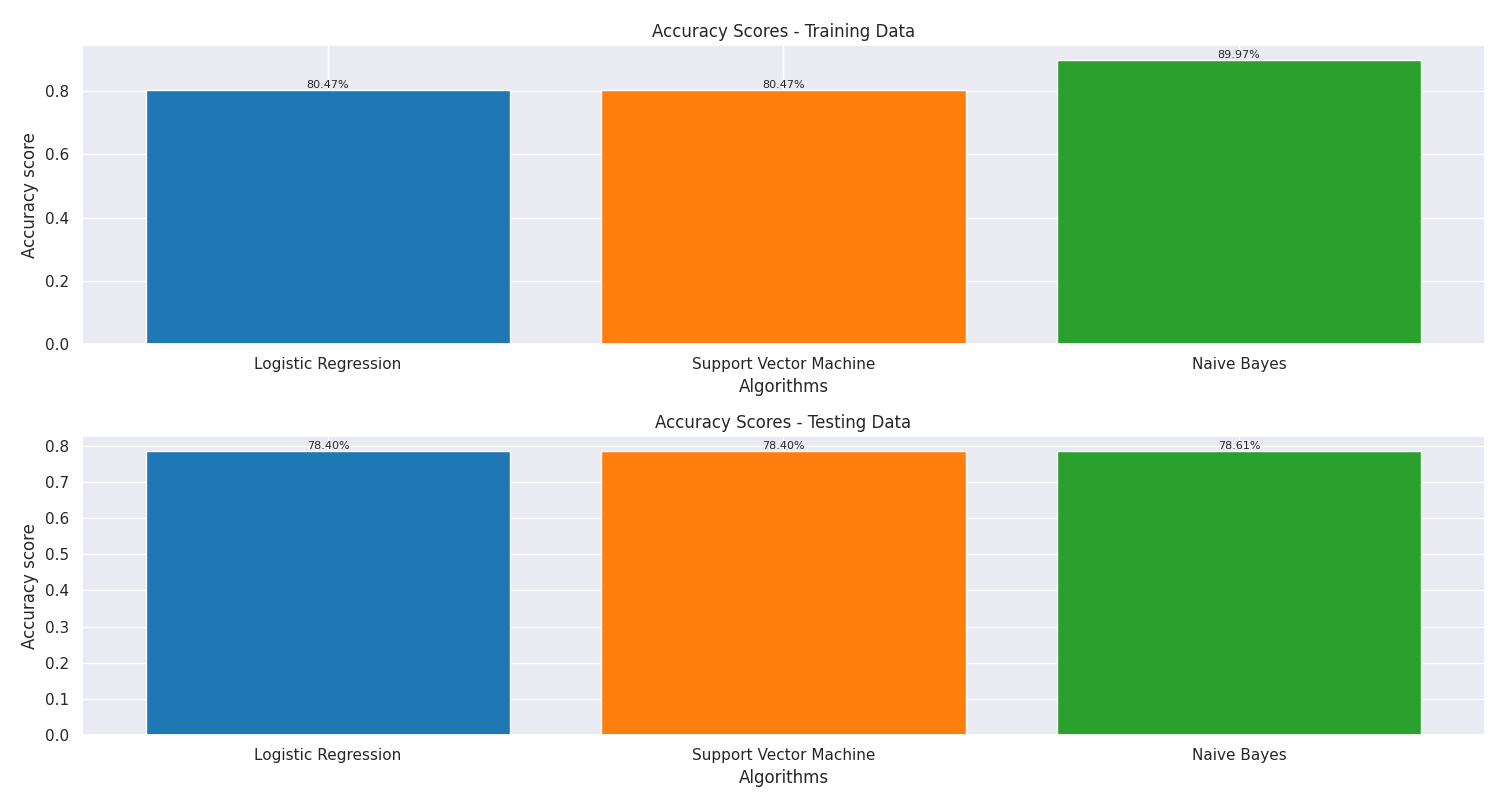 Accuracy Scores - Training Data
89.97%
80.47% 80.47%
0.8
0.6
0.4
0.2
0.0
Accuracy score
Logistic Regression Support Vector Machine Naive Bayes
Algorithms
Accuracy Scores - Testing Data
78.40% 78.40% 78.61%
0.8
0.7
0.6
0.5
0.4
0.3
0.2
0.1
0.0
Accuracy score
Logistic Regression Support Vector Machine Naive Bayes
Algorithms